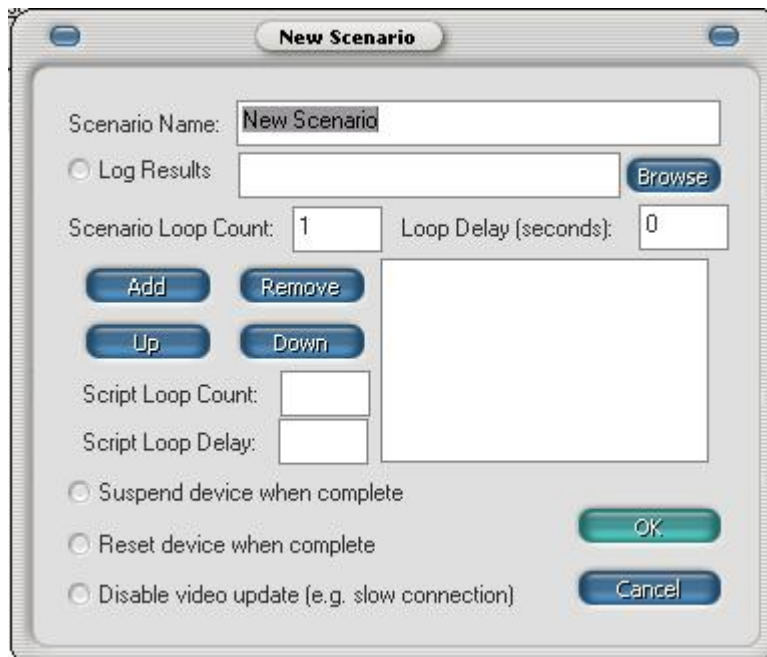 New Scenario
Scenario Name: New Scenario
Log Results Browse
Scenario Loop Count: 1 Loop Delay (seconds): 0
Add Remove
Up Down
Script Loop Count:
Script Loop Delay:
Suspend device when complete
OK
Reset device when complete
Disable video update (e.g. slow connection) Cancel